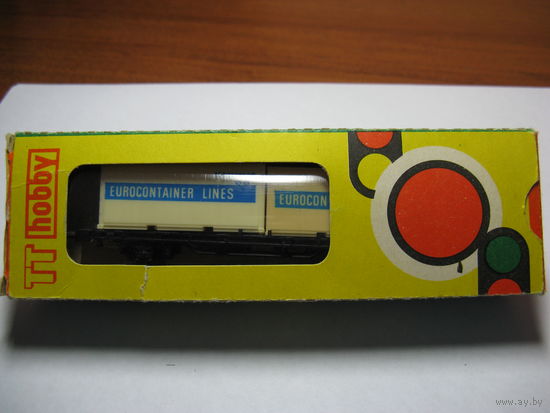 TT hobby
EUROCONTAINER LINES
EUROCON
www.ay.by